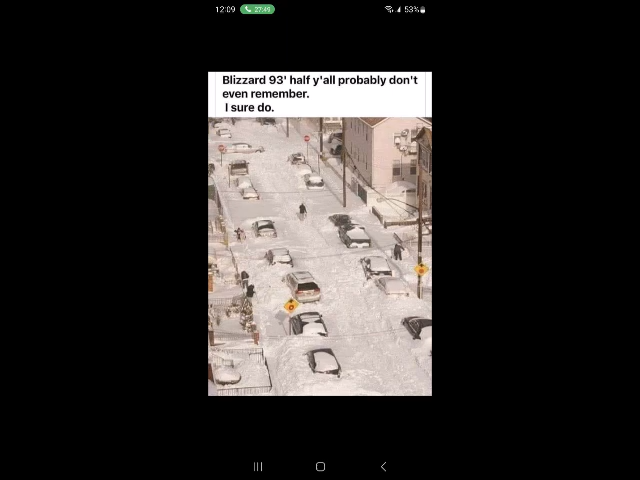 12:09 27:49 53%
Blizzard 93' half y'all probably don't
even remember.
I sure do.